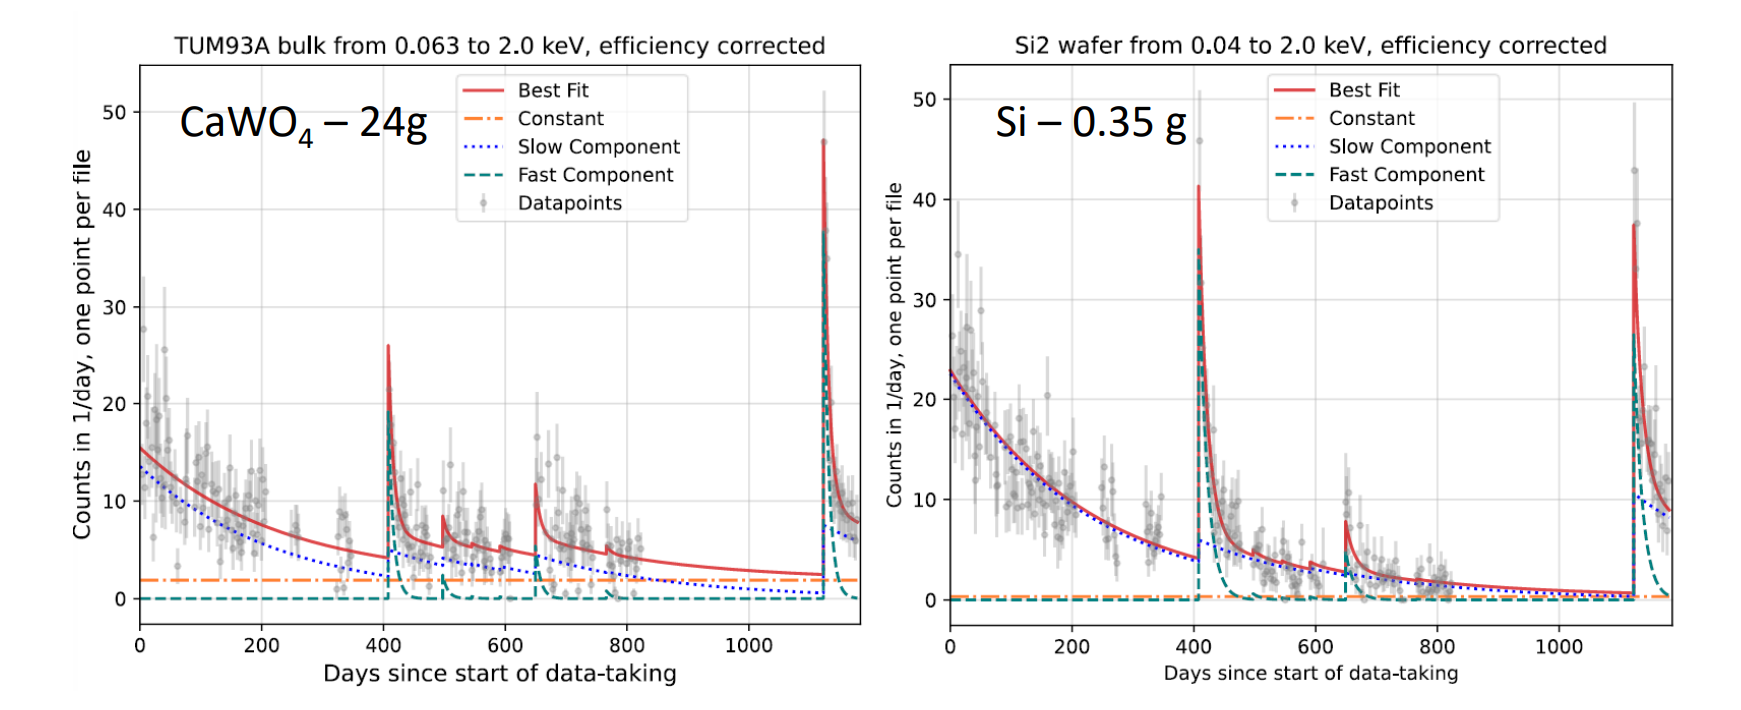 TUM93A bulk from 0.063 to 2.0 keV, efficiency corrected
CaWO4 – 24g
Best Fit
Constant
Slow Component
Fast Component
Datapoints
Counts in 1/day, one point per file
50
40
30
20
10
0
0 200 400 600 800 1000
Days since start of data-taking
Si2 wafer from 0.04 to 2.0 keV, efficiency corrected
Si – 0.35 g
Best Fit
Constant
Slow Component
Fast Component
Datapoints
Counts in 1/day, one point per file
50
40
30
20
10
0
0 200 400 600 800 1000
Days since start of data-taking